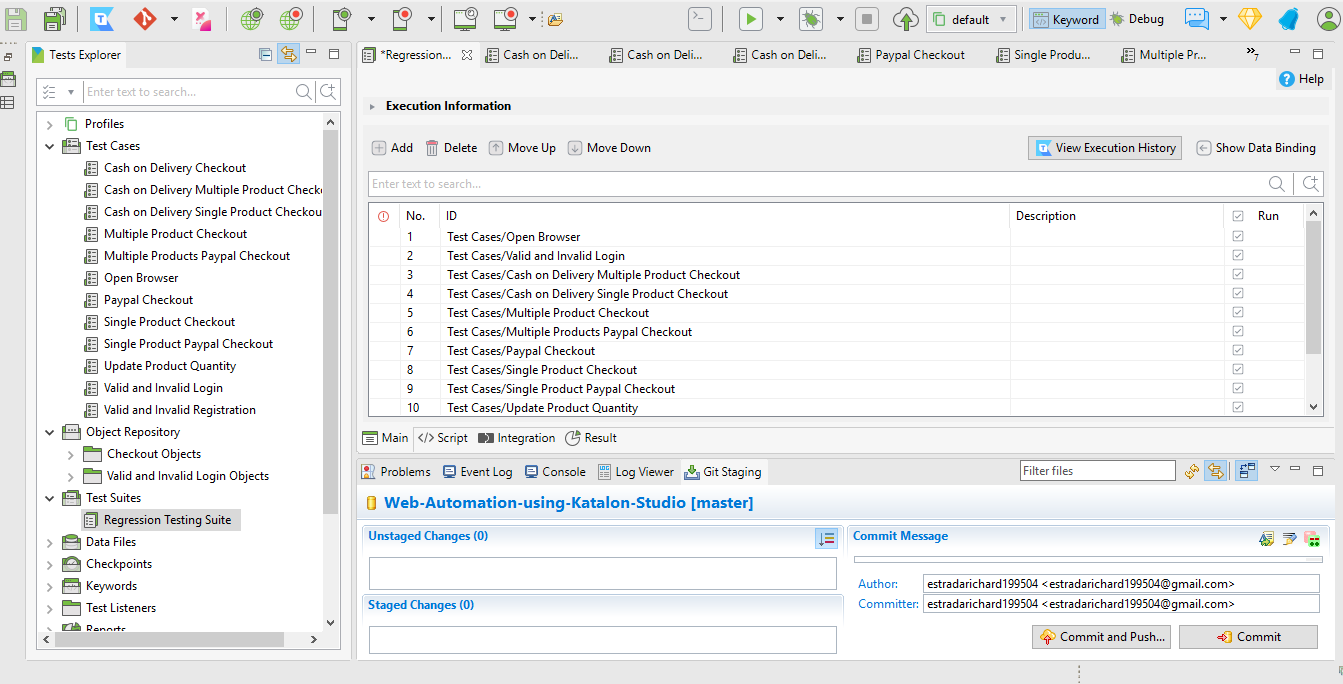 default
Keyword
Debug
Tests Explorer
*Regression...
Cash on Deli...
Cash on Deli...
Cash on Deli...
Paypal Checkout
Single Produ...
Multiple Pr...
»7
Help
Enter text to search...
Profiles
Test Cases
Cash on Delivery Checkout
Cash on Delivery Multiple Product Checko
Cash on Delivery Single Product Checkou
Multiple Product Checkout
Multiple Products Paypal Checkout
Open Browser
Paypal Checkout
Single Product Checkout
Single Product Paypal Checkout
Update Product Quantity
Valid and Invalid Login
Valid and Invalid Registration
Object Repository
Checkout Objects
Valid and Invalid Login Objects
Test Suites
Regression Testing Suite
Data Files
Checkpoints
Keywords
Test Listeners
Reports
Execution Information
Add
Delete
Move Up
Move Down
View Execution History
Show Data Binding
Enter text to search...
No. ID Description Run
1 Test Cases/Open Browser
2 Test Cases/Valid and Invalid Login
3 Test Cases/Cash on Delivery Multiple Product Checkout
4 Test Cases/Cash on Delivery Single Product Checkout
5 Test Cases/Multiple Product Checkout
6 Test Cases/Multiple Products Paypal Checkout
7 Test Cases/Paypal Checkout
8 Test Cases/Single Product Checkout
9 Test Cases/Single Product Paypal Checkout
10 Test Cases/Update Product Quantity
Main
Script
Integration
Result
Problems
Event Log
Console
Log Viewer
Git Staging
Filter files
Web-Automation-using-Katalon-Studio [master]
Unstaged Changes (0)
Staged Changes (0)
Commit Message
Author: estradarichard199504 <estradarichard199504@gmail.com>
Committer: estradarichard199504 <estradarichard199504@gmail.com>
Commit and Push...
Commit